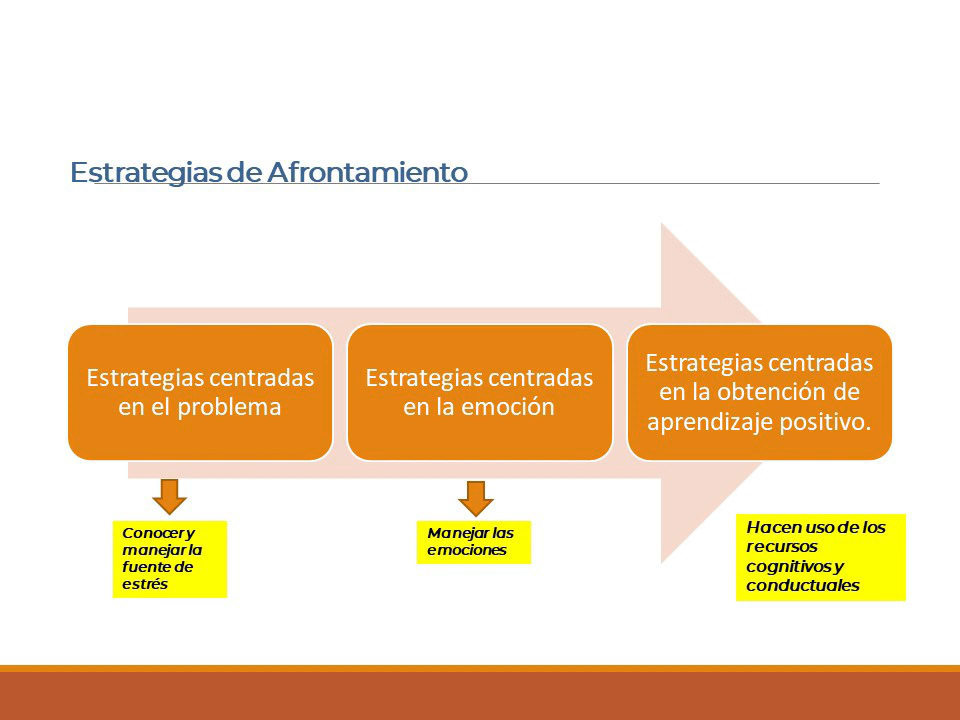 Estrategias de Afrontamiento
Estrategias centradas
en el problema
Estrategias centradas
en la emoción
Estrategias centradas
en la obtención de
aprendizaje positivo.
Conocer y
manejar la
fuente de
estrés
Manejar las
emociones
Hacen uso de los
recursos
cognitivos y
conductuales